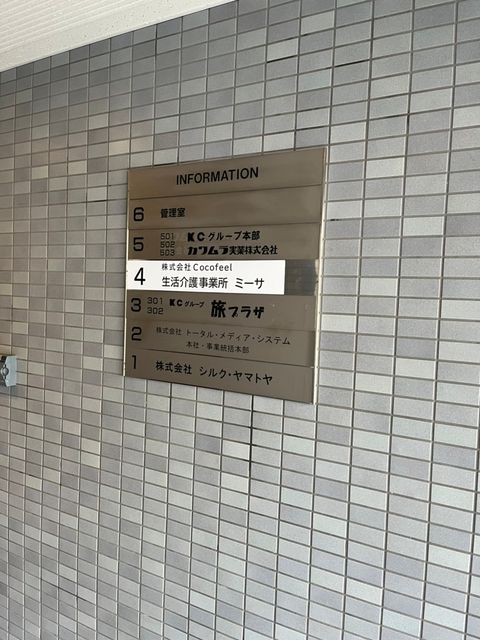 INFORMATION
6 管理室
501 KCグループ本部
5 502 カワムラ実業株式会社
503
株式会社Cocofeel
4 生活介護事業所 ミーサ
3 301 KCグループ 旅プラザ
302
2 株式会社 トータル・メディア・システム
本社・事業統括本部
1 株式会社 シルク・ヤマトヤ